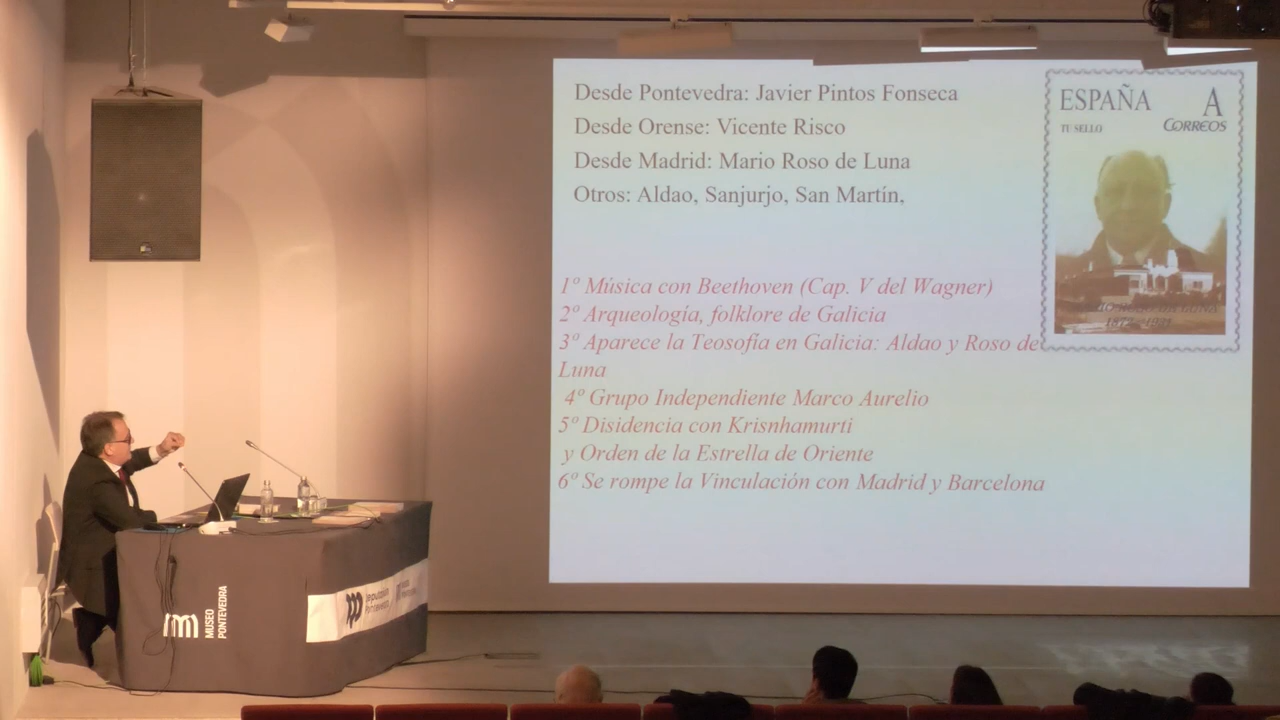 Desde Pontevedra: Javier Pintos Fonseca
Desde Orense: Vicente Risco
Desde Madrid: Mario Roso de Luna
Otros: Aldao, Sanjurjo, San Martín,
ESPAÑA A
TU SELLO CORREOS
1º Música con Beethoven (Cap. V del Wagner)
2º Arqueología, folklore de Galicia
3º Aparece la Teosofía en Galicia: Aldao y Roso de
Luna
4º Grupo Independiente Marco Aurelio
5º Disidencia con Krisnhamurti
y Orden de la Estrella de Oriente
6º Se rompe la Vinculación con Madrid y Barcelona
MUSEO
PONTEVEDRA
Deputación
Pontevedra